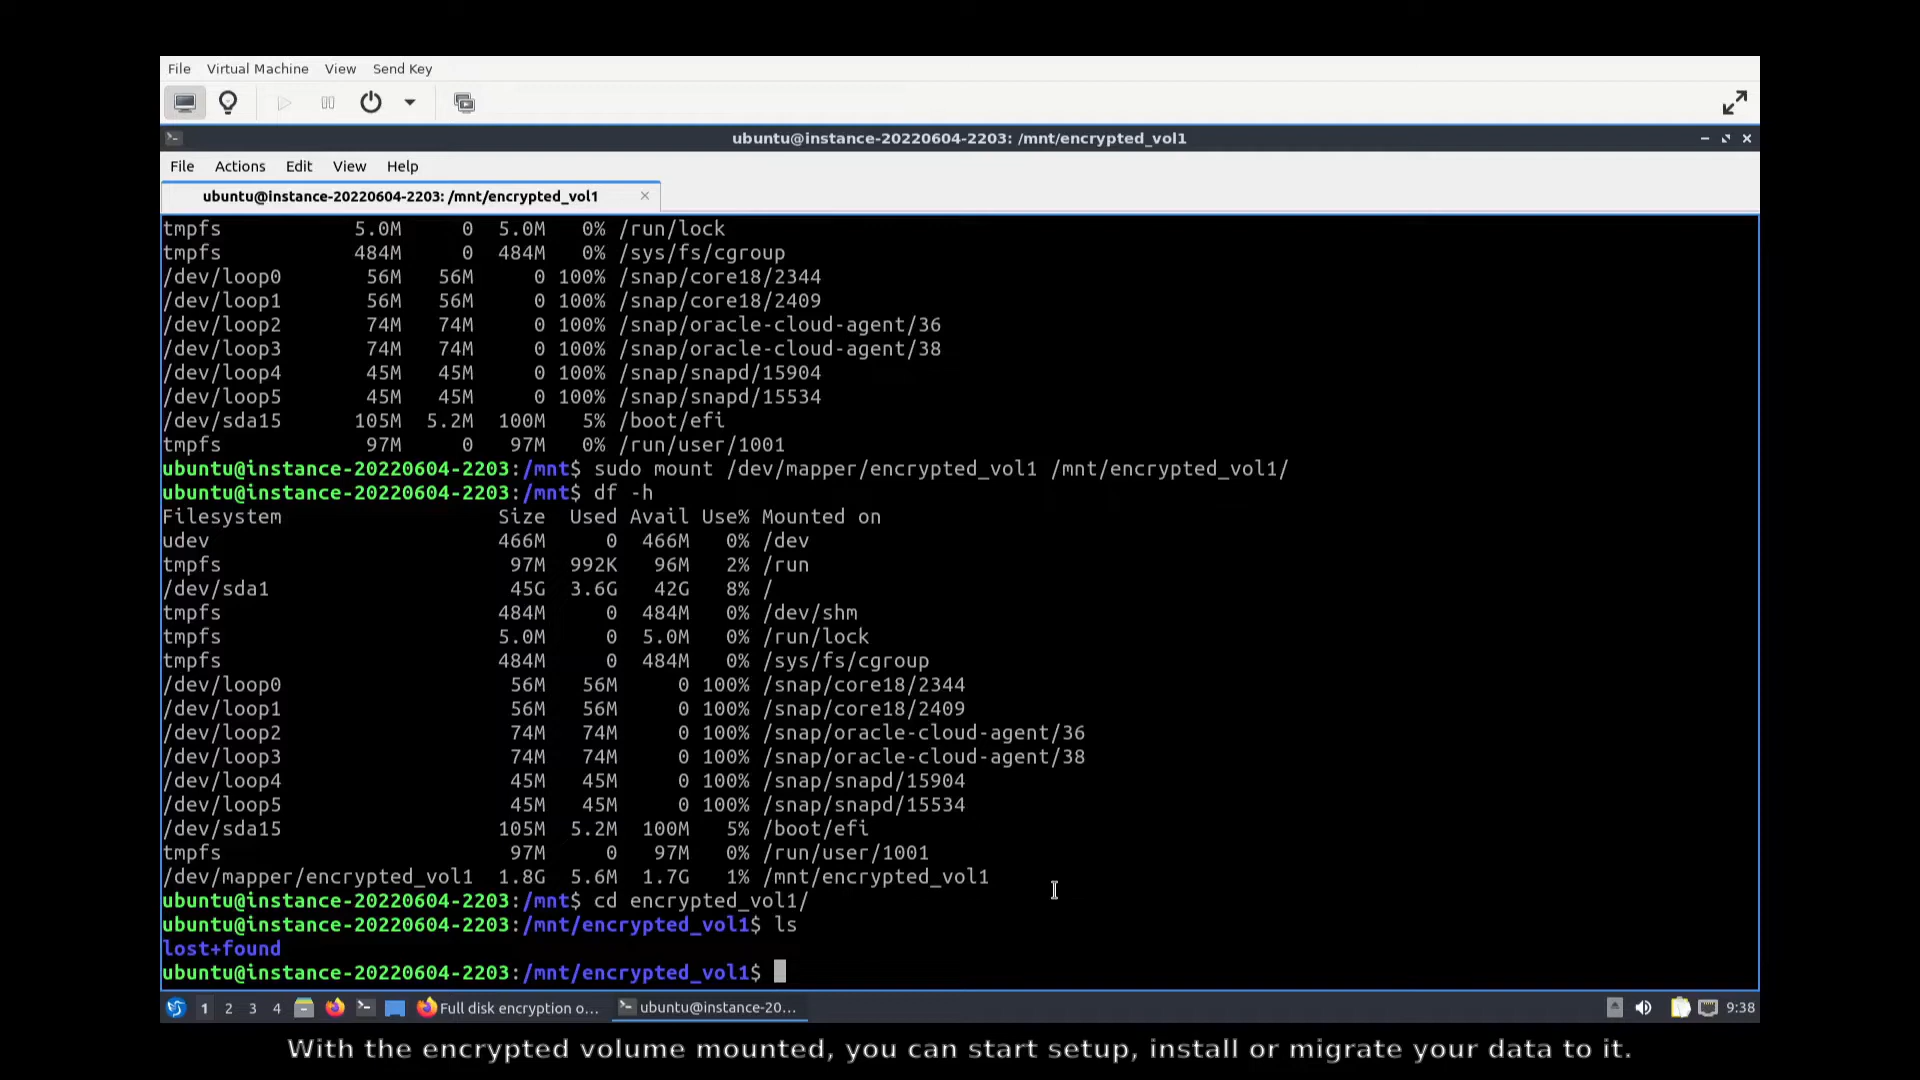 File Virtual Machine View Send Key
ubuntu@instance-20220604-2203: /mnt/encrypted_vol1
File Actions Edit View Help
ubuntu@instance-20220604-2203: /mnt/encrypted_vol1
tmpfs 5.0M 0 5.0M 0% /run/lock
tmpfs 484M 0 484M 0% /sys/fs/cgroup
/dev/loop0 56M 56M 0 100% /snap/core18/2344
/dev/loop1 56M 56M 0 100% /snap/core18/2409
/dev/loop2 74M 74M 0 100% /snap/oracle-cloud-agent/36
/dev/loop3 74M 74M 0 100% /snap/oracle-cloud-agent/38
/dev/loop4 45M 45M 0 100% /snap/snapd/15904
/dev/loop5 45M 45M 0 100% /snap/snapd/15534
/dev/sda15 105M 5.2M 100M 5% /boot/efi
tmpfs 97M 0 97M 0% /run/user/1001
ubuntu@instance-20220604-2203:/mnt$ sudo mount /dev/mapper/encrypted_vol1 /mnt/encrypted_vol1/
ubuntu@instance-20220604-2203:/mnt$ df -h
Filesystem Size Used Avail Use% Mounted on
udev 466M 0 466M 0% /dev
tmpfs 97M 992K 96M 2% /run
/dev/sda1 45G 3.6G 42G 8% /
tmpfs 484M 0 484M 0% /dev/shm
tmpfs 5.0M 0 5.0M 0% /run/lock
tmpfs 484M 0 484M 0% /sys/fs/cgroup
/dev/loop0 56M 56M 0 100% /snap/core18/2344
/dev/loop1 56M 56M 0 100% /snap/core18/2409
/dev/loop2 74M 74M 0 100% /snap/oracle-cloud-agent/36
/dev/loop3 74M 74M 0 100% /snap/oracle-cloud-agent/38
/dev/loop4 45M 45M 0 100% /snap/snapd/15904
/dev/loop5 45M 45M 0 100% /snap/snapd/15534
/dev/sda15 105M 5.2M 100M 5% /boot/efi
tmpfs 97M 0 97M 0% /run/user/1001
/dev/mapper/encrypted_vol1 1.8G 5.6M 1.7G 1% /mnt/encrypted_vol1
ubuntu@instance-20220604-2203:/mnt$ cd encrypted_vol1/
ubuntu@instance-20220604-2203:/mnt/encrypted_vol1$ ls
lost+found
ubuntu@instance-20220604-2203:/mnt/encrypted_vol1$
1 2 3 4 Full disk encryption o... ubuntu@instance-20... 9:38
With the encrypted volume mounted, you can start setup, install or migrate your data to it.